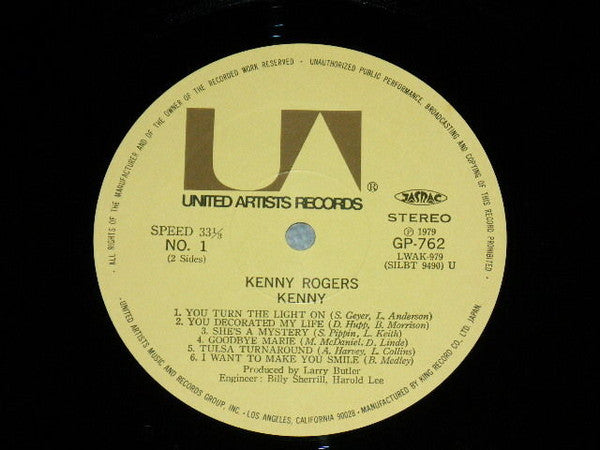 ALL RIGHTS OF THE MANUFACTURER AND OF THE OWNER OF THE RECORDED WORK RESERVED - UNAUTHORIZED PUBLIC PERFORMANCE, BROADCASTING AND COPYING OF THIS RECORD PROHIBITED.
UA
®
UNITED ARTISTS RECORDS
JASRAC
SPEED 33⅓
NO. 1
(2 Sides)
STEREO
Ⓟ 1979
GP-762
LWAK-979
(SILBT 9490) U
KENNY ROGERS
KENNY
1. YOU TURN THE LIGHT ON (S. Geyer, L. Anderson)
2. YOU DECORATED MY LIFE (D. Hupp, B. Morrison)
3. SHE'S A MYSTERY (S. Pippin, L. Keith)
4. GOODBYE MARIE (M. McDaniel. D. Linde)
5. TULSA TURNAROUND (A. Harvey, L. Collins)
6. I WANT TO MAKE YOU SMILE (B. Medley)
Produced by Larry Butler
Engineer: Billy Sherrill, Harold Lee
UNITED ARTISTS MUSIC AND RECORDS GROUP, INC. - LOS ANGELES, CALIFORNIA 90028 - MANUFACTURED BY KING RECORD CO. LTD, JAPAN.